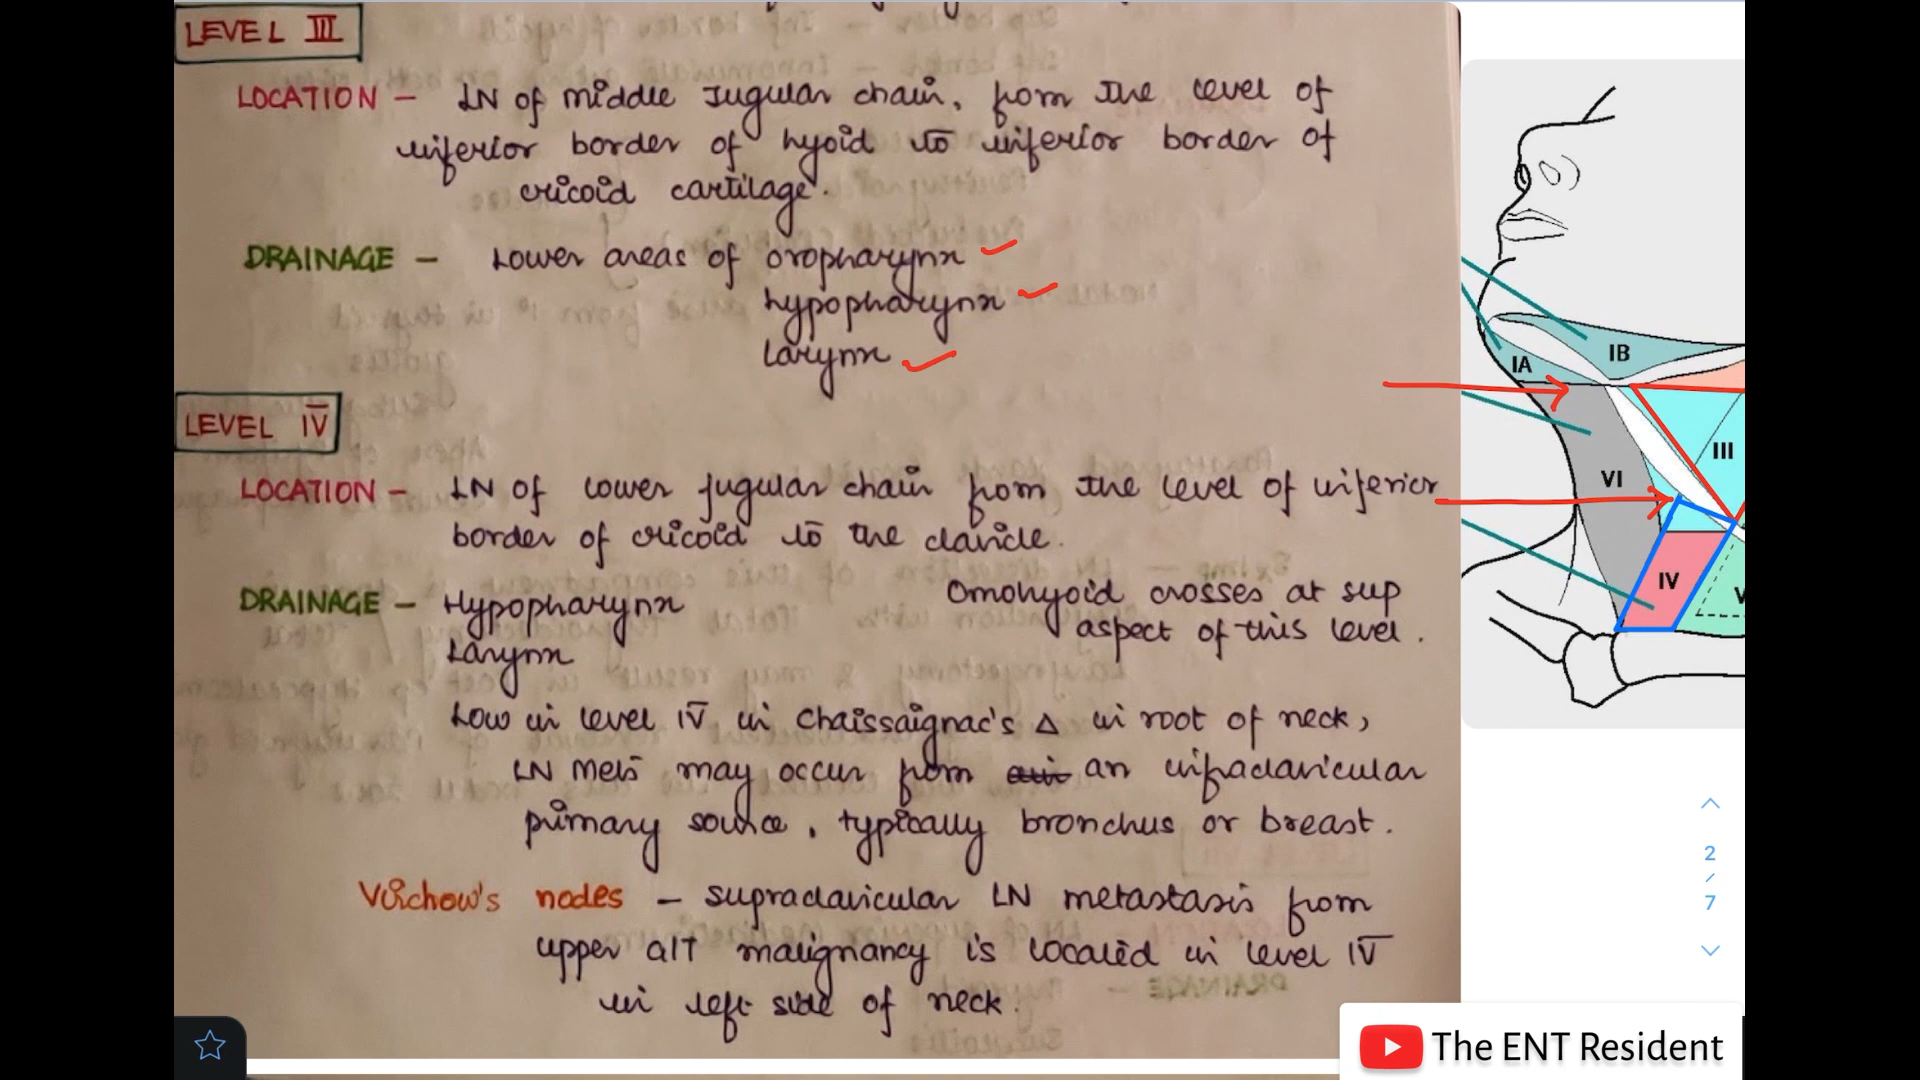 LEVEL III
LOCATION - LN of middle Jugular chain, from the level of
inferior border of hyoid to inferior border of
cricoid cartilage.
DRAINAGE - Lower areas of oropharynx
hypopharynx
Larynx
LEVEL IV
LOCATION - LN of lower jugular chain from the level of inferior
border of cricoid to the clavicle.
DRAINAGE - Hypopharynx
Larynx
Omohyoid crosses at sup
aspect of this level.
Low in level IV in Chaissaignac's Δ in root of neck,
LN mets may occur from an infraclavicular
primary source, typically bronchus or breast.
Virchow's nodes - supraclavicular LN metastasis from
upper GIT malignancy is located in level IV
in left side of neck.
IA
IB
III
VI
IV
V
2
/
7
The ENT Resident